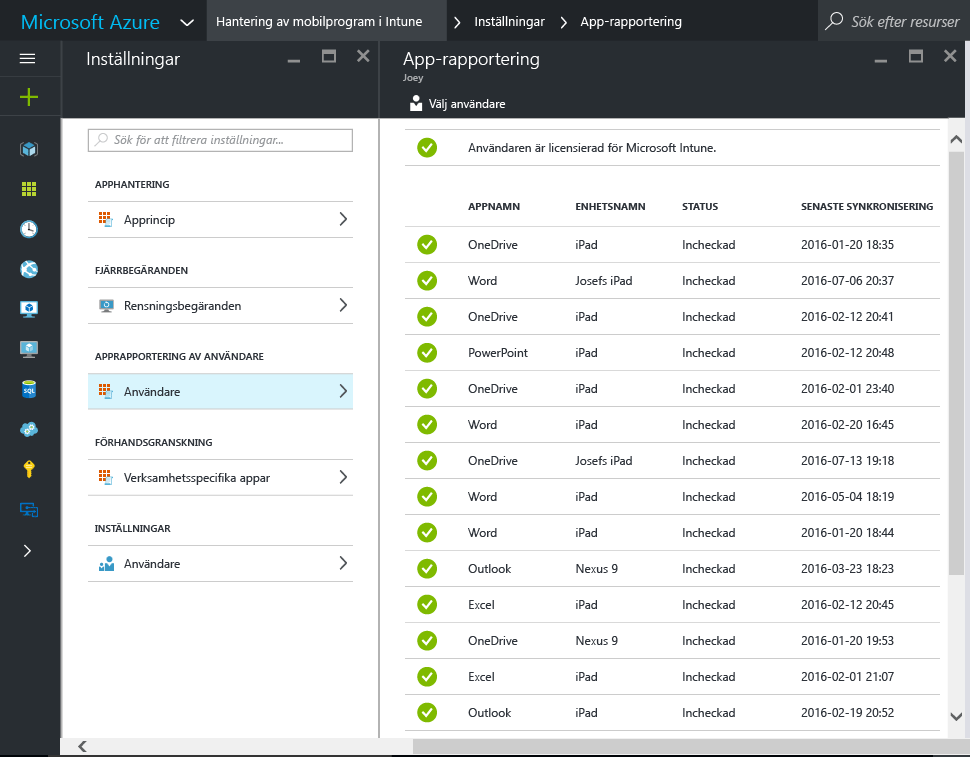 Microsoft Azure
Hantering av mobilprogram i Intune
Inställningar
App-rapportering
Sök efter resurser
Inställningar
Sök för att filtrera inställningar...
APPHANTERING
Apprincip
FJÄRRBEGÄRANDEN
Rensningsbegäranden
APPRAPPORTERING AV ANVÄNDARE
Användare
FÖRHANDSGRANSKNING
Verksamhetsspecifika appar
INSTÄLLNINGAR
Användare
App-rapportering
Joey
Välj användare
Användaren är licensierad för Microsoft Intune.
APPNAMN ENHETSNAMN STATUS SENASTE SYNKRONISERING
OneDrive iPad Incheckad 2016-01-20 18:35
Word Josefs iPad Incheckad 2016-07-06 20:37
OneDrive iPad Incheckad 2016-02-12 20:41
PowerPoint iPad Incheckad 2016-02-12 20:48
OneDrive iPad Incheckad 2016-02-01 23:40
Word iPad Incheckad 2016-02-20 16:45
OneDrive Josefs iPad Incheckad 2016-07-13 19:18
Word iPad Incheckad 2016-05-04 18:19
Word iPad Incheckad 2016-01-20 18:44
Outlook Nexus 9 Incheckad 2016-03-23 18:23
Excel iPad Incheckad 2016-02-12 20:45
OneDrive Nexus 9 Incheckad 2016-01-20 19:53
Excel iPad Incheckad 2016-02-01 21:07
Outlook iPad Incheckad 2016-02-19 20:52
SQL